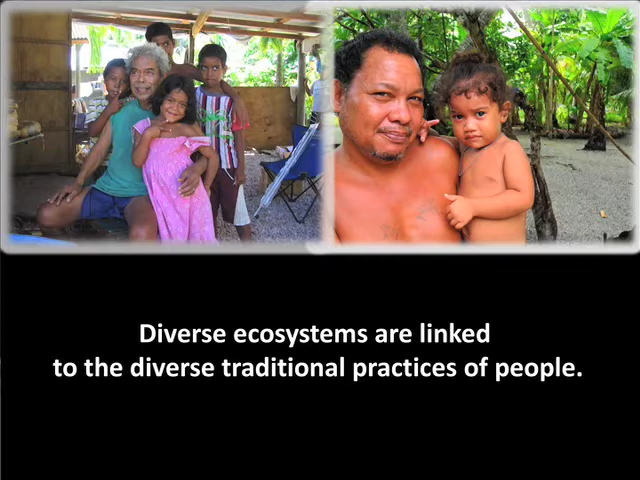 Diverse ecosystems are linked
to the diverse traditional practices of people.